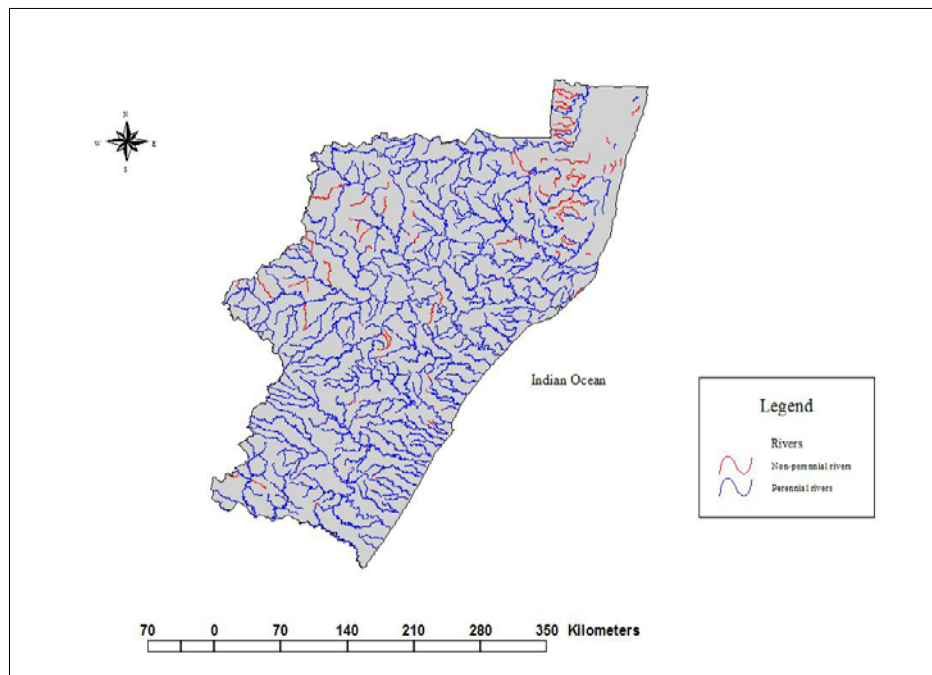 N
W E
S
Indian Ocean
Legend
Rivers
Non-perennial rivers
Perennial rivers
70 0 70 140 210 280 350 Kilometers